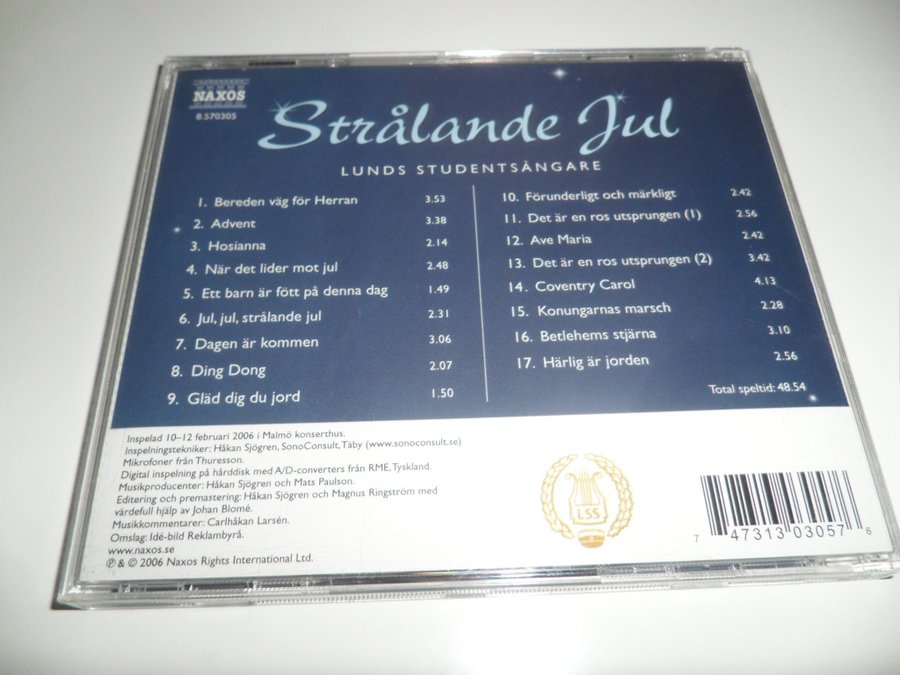 NAXOS
8.570305
Strålande Jul
LUNDS STUDENTSÅNGARE
1. Bereden väg för Herran 3.53
2. Advent 3.38
3. Hosianna 2.14
4. När det lider mot jul 2.48
5. Ett barn är fött på denna dag 1.49
6. Jul, jul, strålande jul 2.31
7. Dagen är kommen 3.06
8. Ding Dong 2.07
9. Gläd dig du jord 1.50
10. Förunderligt och märkligt 2.42
11. Det är en ros utsprungen (1) 2.56
12. Ave Maria 2.42
13. Det är en ros utsprungen (2) 3.42
14. Coventry Carol 4.13
15. Konungarnas marsch 2.28
16. Betlehems stjärna 3.10
17. Härlig är jorden 2.56
Total speltid: 48.54
Inspelad 10–12 februari 2006 i Malmö konserthus.
Inspelningstekniker: Håkan Sjögren, SonoConsult, Täby (www.sonoconsult.se)
Mikrofoner från Thuresson.
Digital inspelning på hårddisk med A/D-converters från RME, Tyskland.
Musikproducenter: Håkan Sjögren och Mats Paulson.
Editering och premastering: Håkan Sjögren och Magnus Ringström med
värdefull hjälp av Johan Blomé.
Musikkommentarer: Carlhåkan Larsén.
Omslag: Idé-bild Reklambyrå.
www.naxos.se
℗ & © 2006 Naxos Rights International Ltd.
LSS
7 47313 03057 6